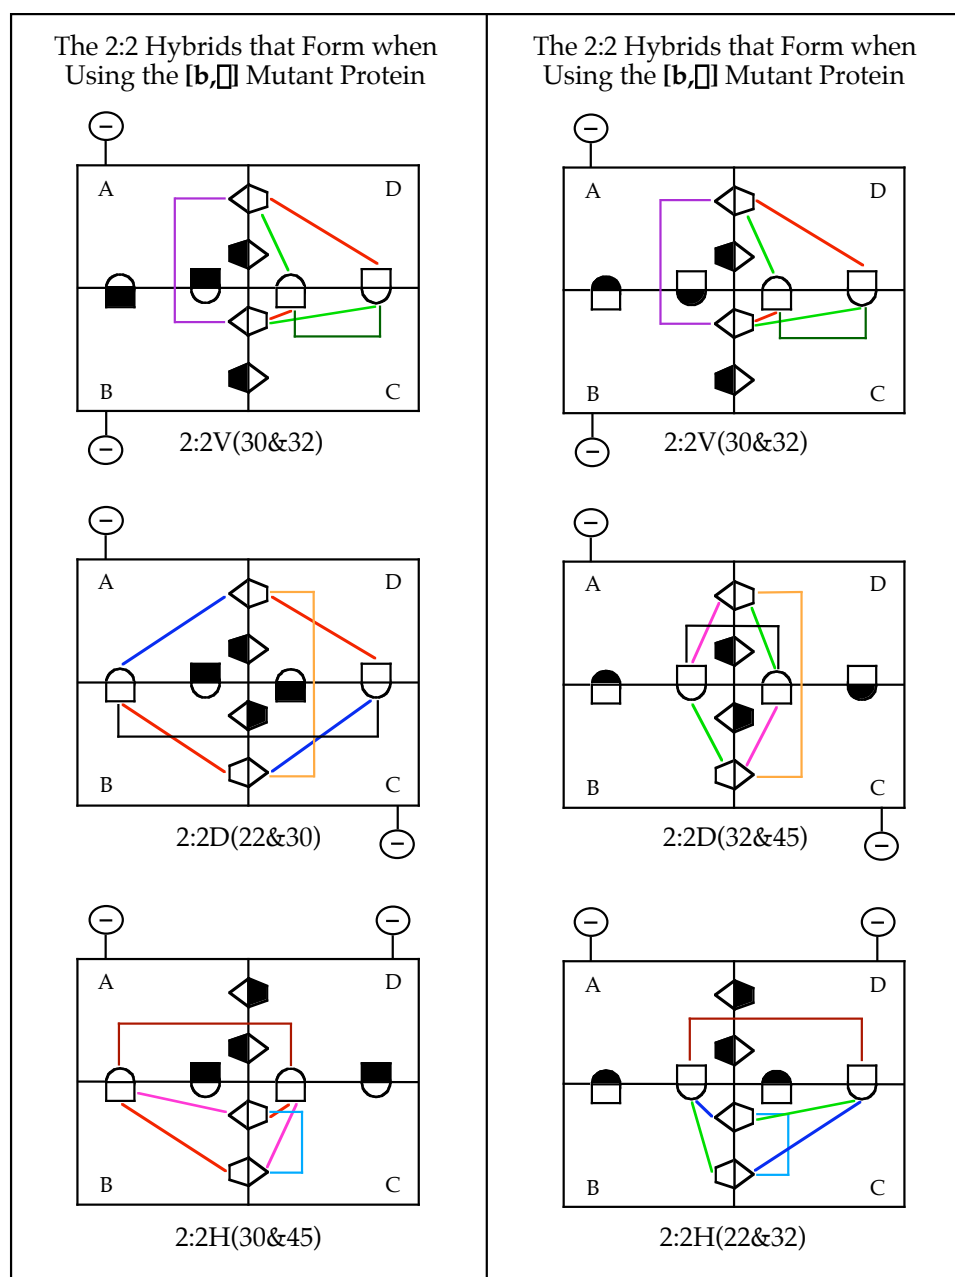 The 2:2 Hybrids that Form when
Using the [b,▯] Mutant Protein
−
A
D
B
C
−
2:2V(30&32)
−
A
D
B
C
−
2:2D(22&30)
−
−
A
D
B
C
2:2H(30&45)
The 2:2 Hybrids that Form when
Using the [b,▯] Mutant Protein
−
A
D
B
C
−
2:2V(30&32)
−
A
D
B
C
−
2:2D(32&45)
−
−
A
D
B
C
2:2H(22&32)